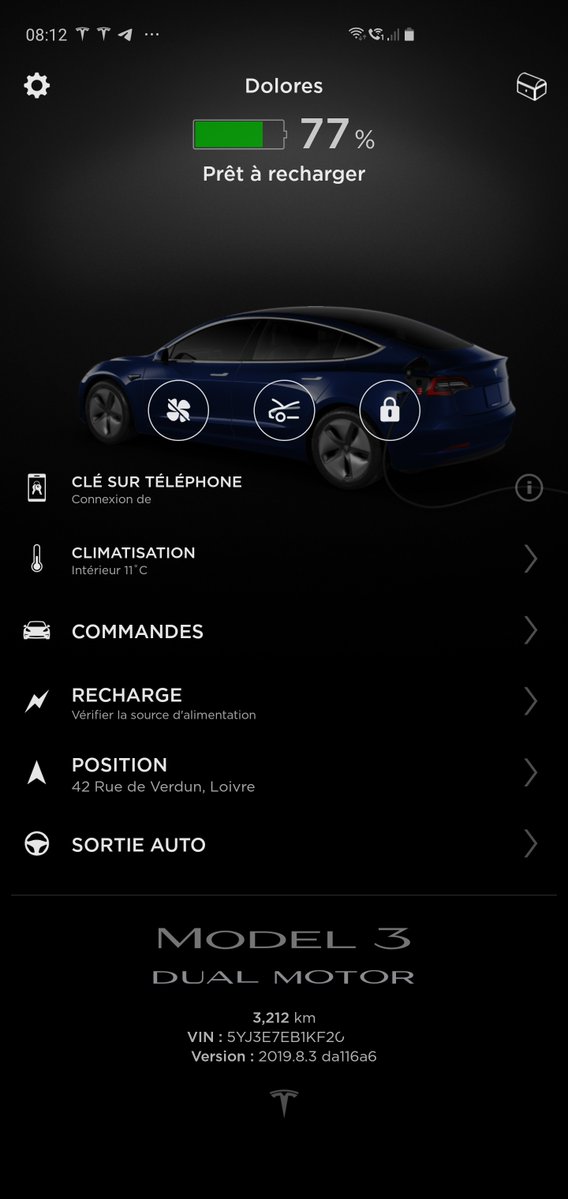 08:12
Dolores
77 %
Prêt à recharger
CLÉ SUR TÉLÉPHONE
Connexion de
CLIMATISATION
Intérieur 11˚C
COMMANDES
RECHARGE
Vérifier la source d'alimentation
POSITION
42 Rue de Verdun, Loivre
SORTIE AUTO
MODEL 3
DUAL MOTOR
3,212 km
VIN : 5YJ3E7EB1KF20
Version : 2019.8.3 da116a6